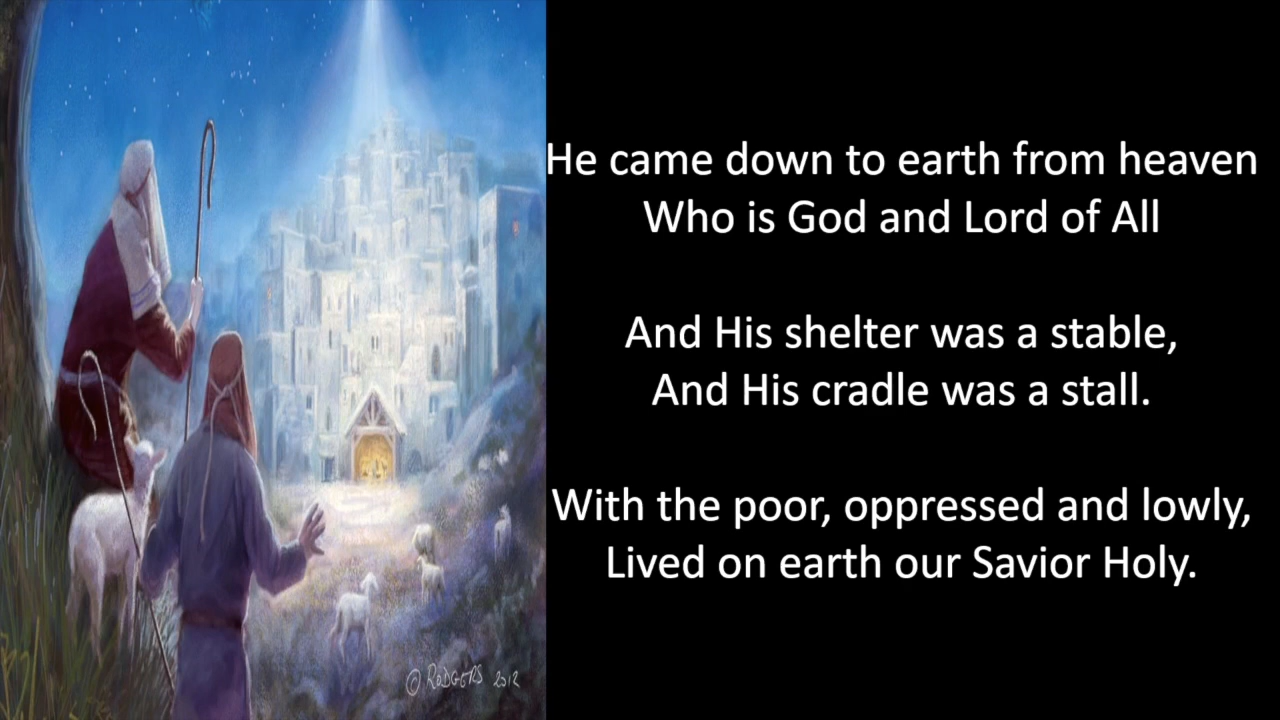 He came down to earth from heaven
Who is God and Lord of All
And His shelter was a stable,
And His cradle was a stall.
With the poor, oppressed and lowly,
Lived on earth our Savior Holy.
© RODGERS 2012